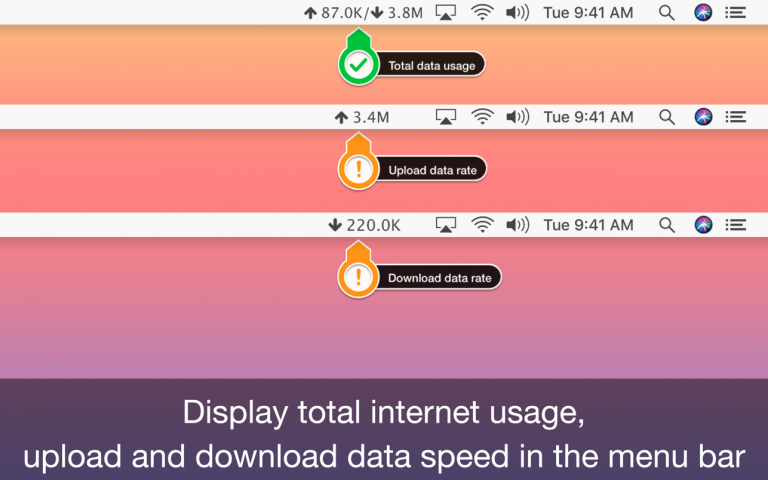 ↑ 87.0K/↓ 3.8M Tue 9:41 AM
Total data usage
↑ 3.4M Tue 9:41 AM
Upload data rate
↓ 220.0K Tue 9:41 AM
Download data rate
Display total internet usage,
upload and download data speed in the menu bar